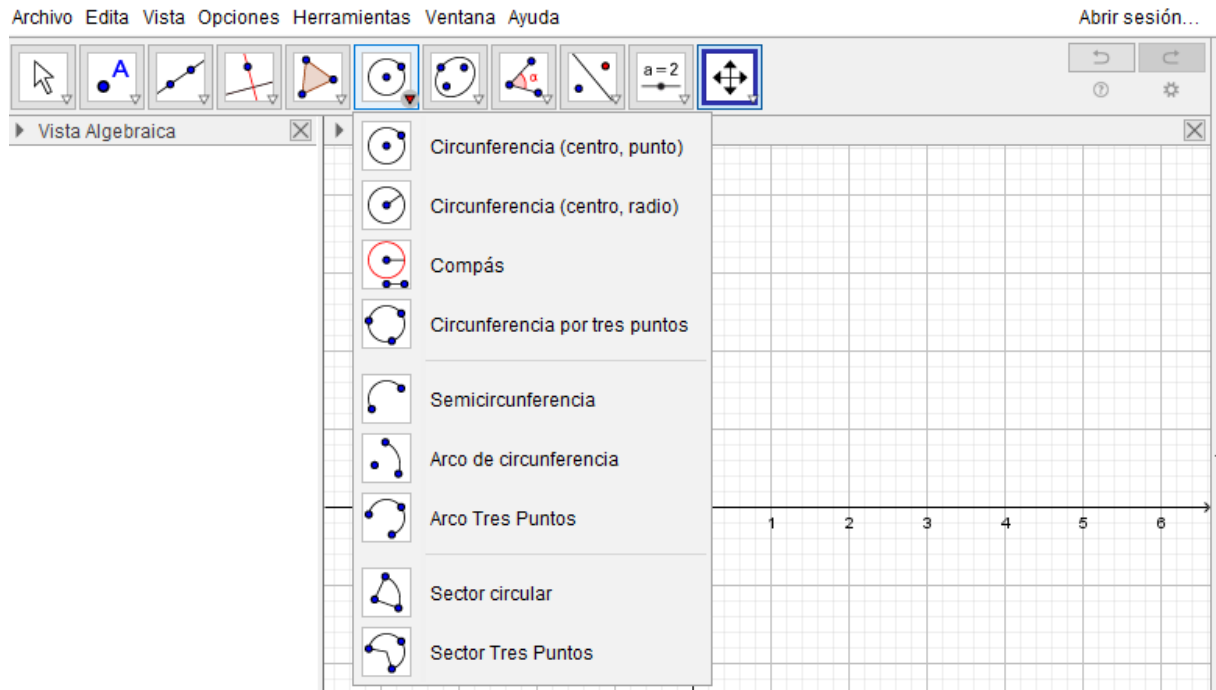 Archivo Edita Vista Opciones Herramientas Ventana Ayuda Abrir sesión...
A α a=2
Vista Algebraica
Circunferencia (centro, punto)
Circunferencia (centro, radio)
Compás
Circunferencia por tres puntos
Semicircunferencia
Arco de circunferencia
Arco Tres Puntos
1 2 3 4 5 6
Sector circular
Sector Tres Puntos